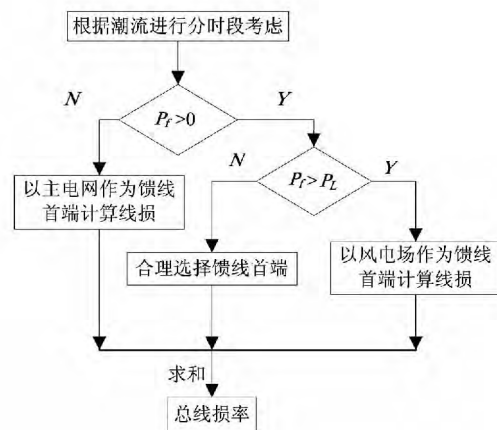 根据潮流进行分时段考虑
N
Y
Pf>0
N
Y
Pf>PL
以主电网作为馈线
首端计算线损
合理选择馈线首端
以风电场作为馈线
首端计算线损
求和
总线损率